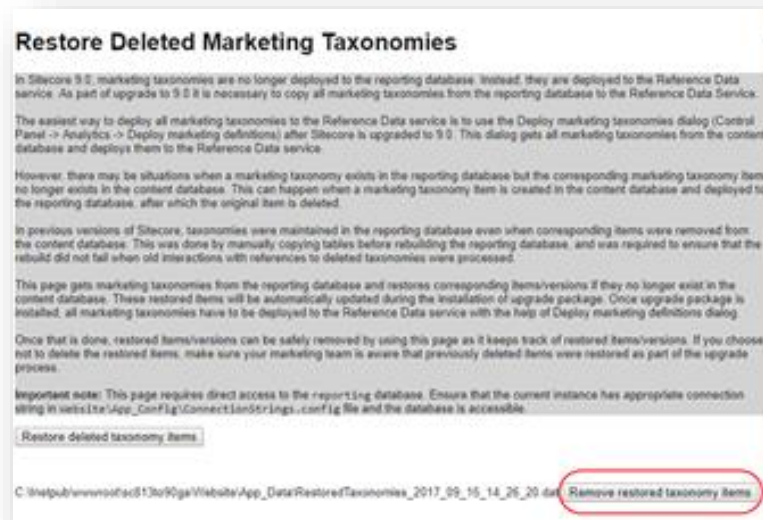 Restore Deleted Marketing Taxonomies
In Sitecore 9.0, marketing taxonomies are no longer deployed to the reporting database. Instead, they are deployed to the Reference Data
service. As part of upgrade to 9.0 it is necessary to copy all marketing taxonomies from the reporting database to the Reference Data Service.
The easiest way to deploy all marketing taxonomies to the Reference Data service is to use the Deploy marketing taxonomies dialog (Control
Panel -> Analytics -> Deploy marketing definitions) after Sitecore is upgraded to 9.0. This dialog gets all marketing taxonomies from the content
database and deploys them to the Reference Data service.
However, there may be situations when a marketing taxonomy exists in the reporting database but the corresponding marketing taxonomy item
no longer exists in the content database. This can happen when a marketing taxonomy item is created in the content database and deployed to
the reporting database, after which the original item is deleted.
In previous versions of Sitecore, taxonomies were maintained in the reporting database even when corresponding items were removed from
the content database. This was done by manually copying tables before rebuilding the reporting database, and was required to ensure that the
rebuild did not fail when old interactions with references to deleted taxonomies were processed.
This page gets marketing taxonomies from the reporting database and restores corresponding items/versions if they no longer exist in the
content database. These restored items will be automatically updated during the installation of upgrade package. Once upgrade package is
installed, all marketing taxonomies have to be deployed to the Reference Data service with the help of Deploy marketing definitions dialog.
Once that is done, restored items/versions can be safely removed by using this page as it keeps track of restored items/versions. If you choose
not to delete the restored items, make sure your marketing team is aware that previously deleted items were restored as part of the upgrade
process.
Important note: This page requires direct access to the reporting database. Ensure that the current instance has appropriate connection
string in website\App_Config\ConnectionStrings.config file and the database is accessible.
Restore deleted taxonomy items
C:\Inetpub\wwwroot\sc813to90ga\Website\App_Data\RestoredTaxonomies_2017_09_15_14_26_20.dat Remove restored taxonomy items